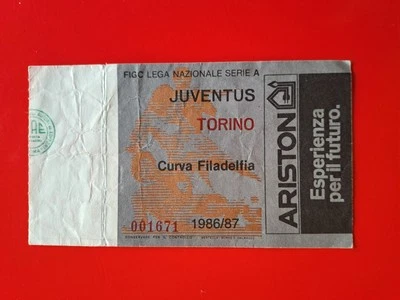 FIGC LEGA NAZIONALE SERIE A
JUVENTUS
TORINO
Curva Filadelfia
001671
1986/87
ARISTON
Esperienza
per il futuro.